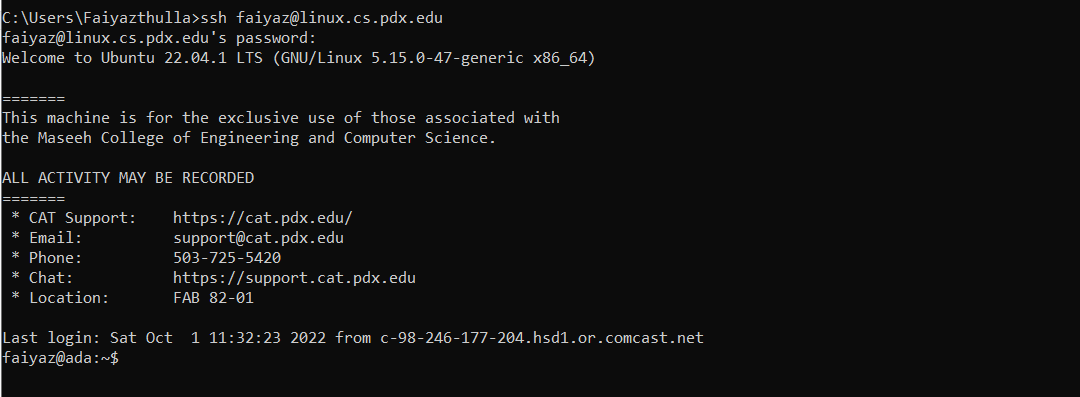 C:\Users\Faiyazthulla>ssh faiyaz@linux.cs.pdx.edu
faiyaz@linux.cs.pdx.edu's password:
Welcome to Ubuntu 22.04.1 LTS (GNU/Linux 5.15.0-47-generic x86_64)

=======
This machine is for the exclusive use of those associated with
the Maseeh College of Engineering and Computer Science.

ALL ACTIVITY MAY BE RECORDED
=======
 * CAT Support:    https://cat.pdx.edu/
 * Email:          support@cat.pdx.edu
 * Phone:          503-725-5420
 * Chat:           https://support.cat.pdx.edu
 * Location:       FAB 82-01

Last login: Sat Oct  1 11:32:23 2022 from c-98-246-177-204.hsd1.or.comcast.net
faiyaz@ada:~$